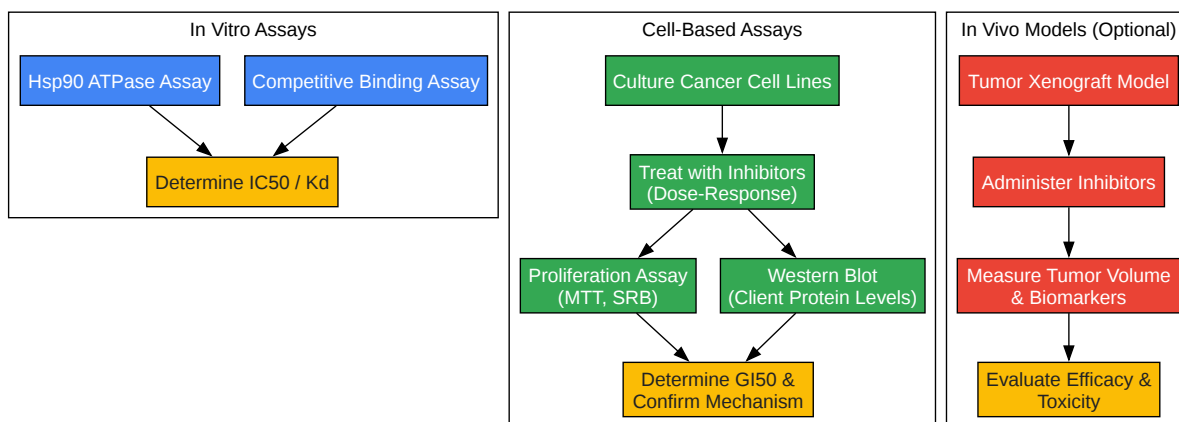 In Vitro Assays
Hsp90 ATPase Assay
Competitive Binding Assay
Determine IC50 / Kd
Cell-Based Assays
Culture Cancer Cell Lines
Treat with Inhibitors
(Dose-Response)
Proliferation Assay
(MTT, SRB)
Western Blot
(Client Protein Levels)
Determine GI50 &
Confirm Mechanism
In Vivo Models (Optional)
Tumor Xenograft Model
Administer Inhibitors
Measure Tumor Volume
& Biomarkers
Evaluate Efficacy &
Toxicity